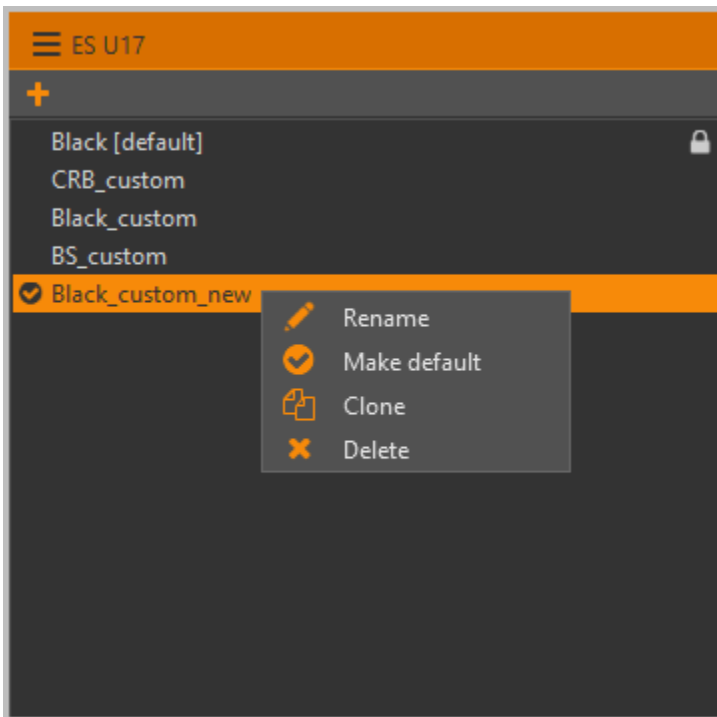 ES U17
Black [default]
CRB_custom
Black_custom
BS_custom
Black_custom_new
Rename
Make default
Clone
Delete